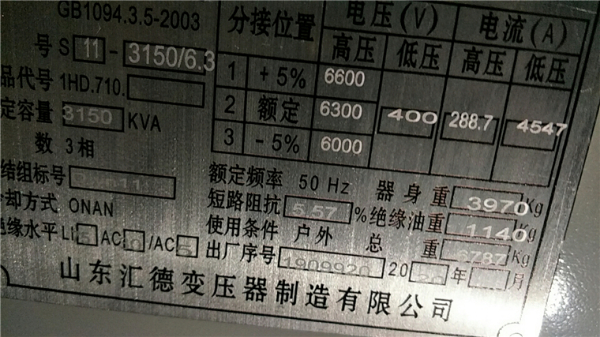 GB1094.3.5-2003 分接位置 电压(V) 电流(A)
号 S 11 - 3150/6.3 高压 低压 高压 低压
品代号 1HD.710. 1 +5% 6600
定容量 3150 KVA 2 额定 6300 400 288.7 4547
数 3 相 3 -5% 6000
结组标号 额定频率 50 Hz 器身重 3970 Kg
却方式 ONAN 短路阻抗 5.57 % 绝缘油重 1140 Kg
绝缘水平 LI AC /AC 5 使用条件 户外 总重 6787 Kg
出厂序号 1909920 20 年 月
山东汇德变压器制造有限公司